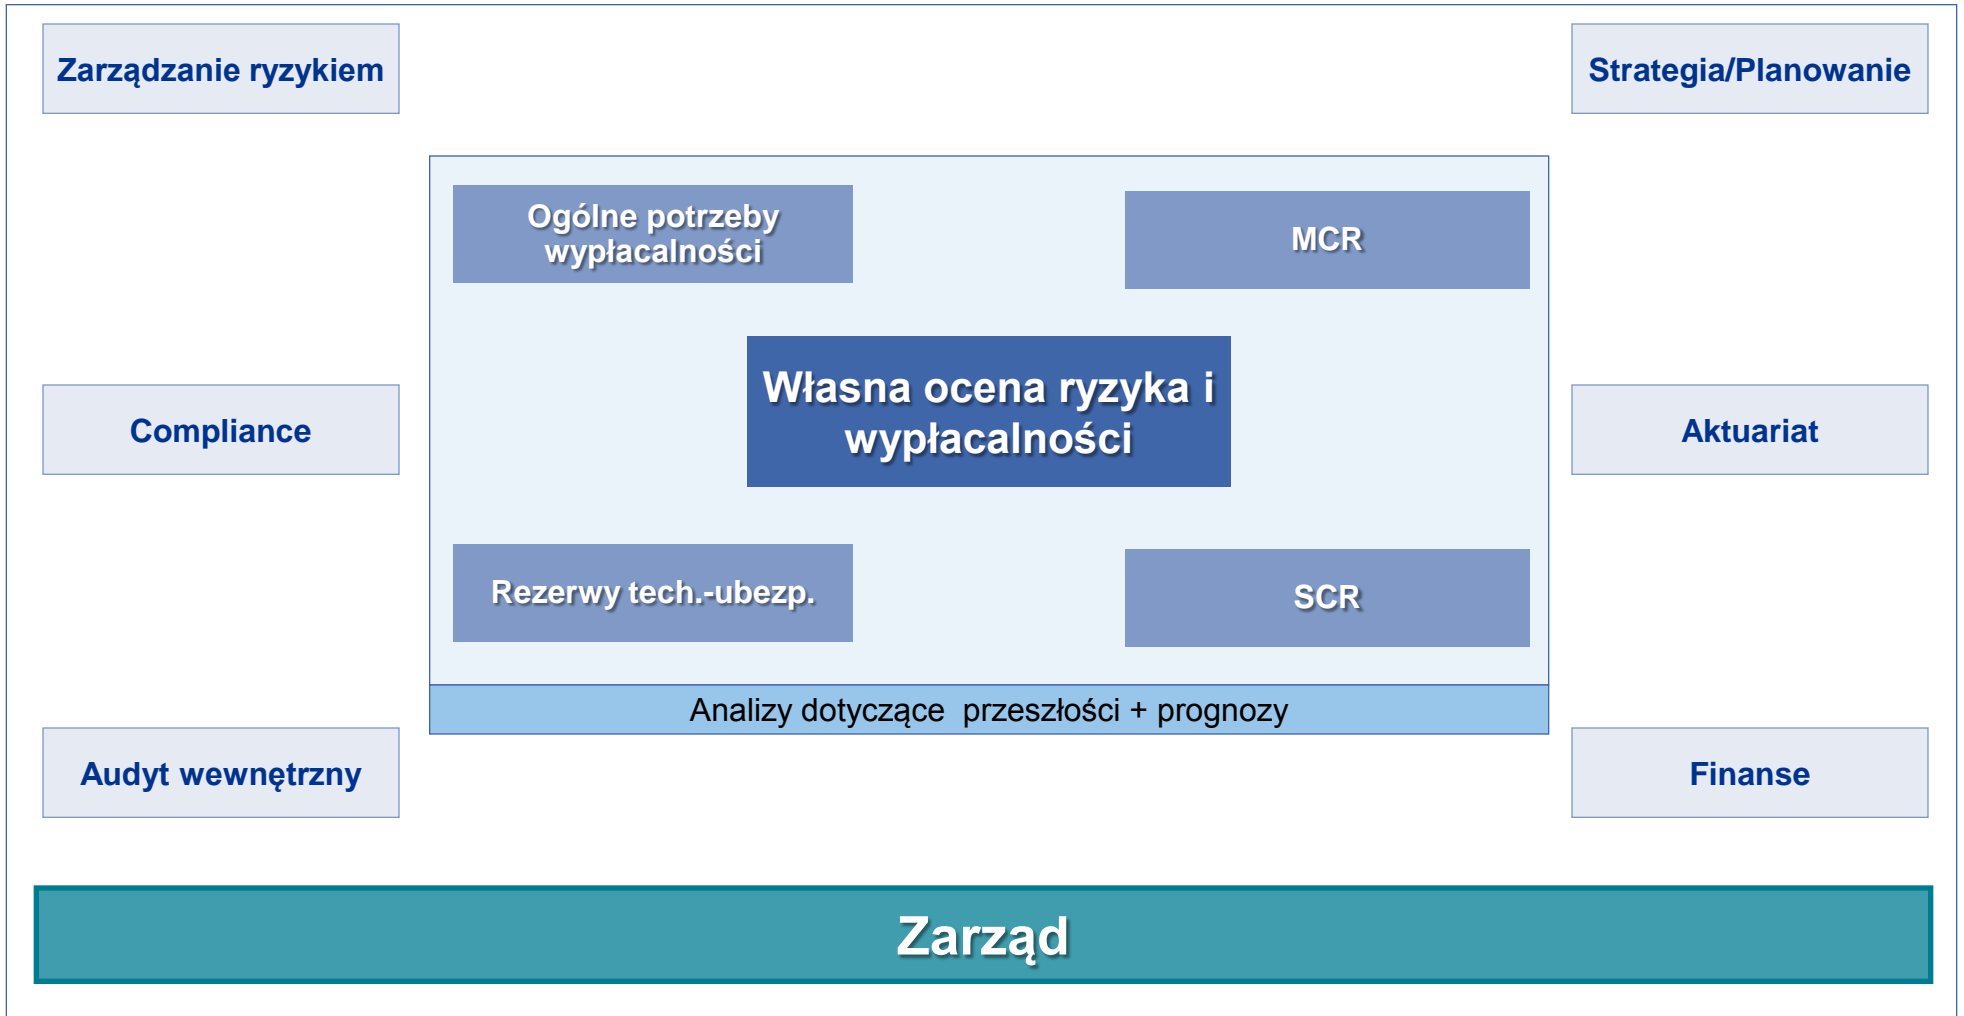 Zarządzanie ryzykiem
Strategia/Planowanie
Ogólne potrzeby
wypłacalności
MCR
Własna ocena ryzyka i
wypłacalności
Compliance
Aktuariat
Rezerwy tech.-ubezp.
SCR
Analizy dotyczące  przeszłości + prognozy
Audyt wewnętrzny
Finanse
Zarząd